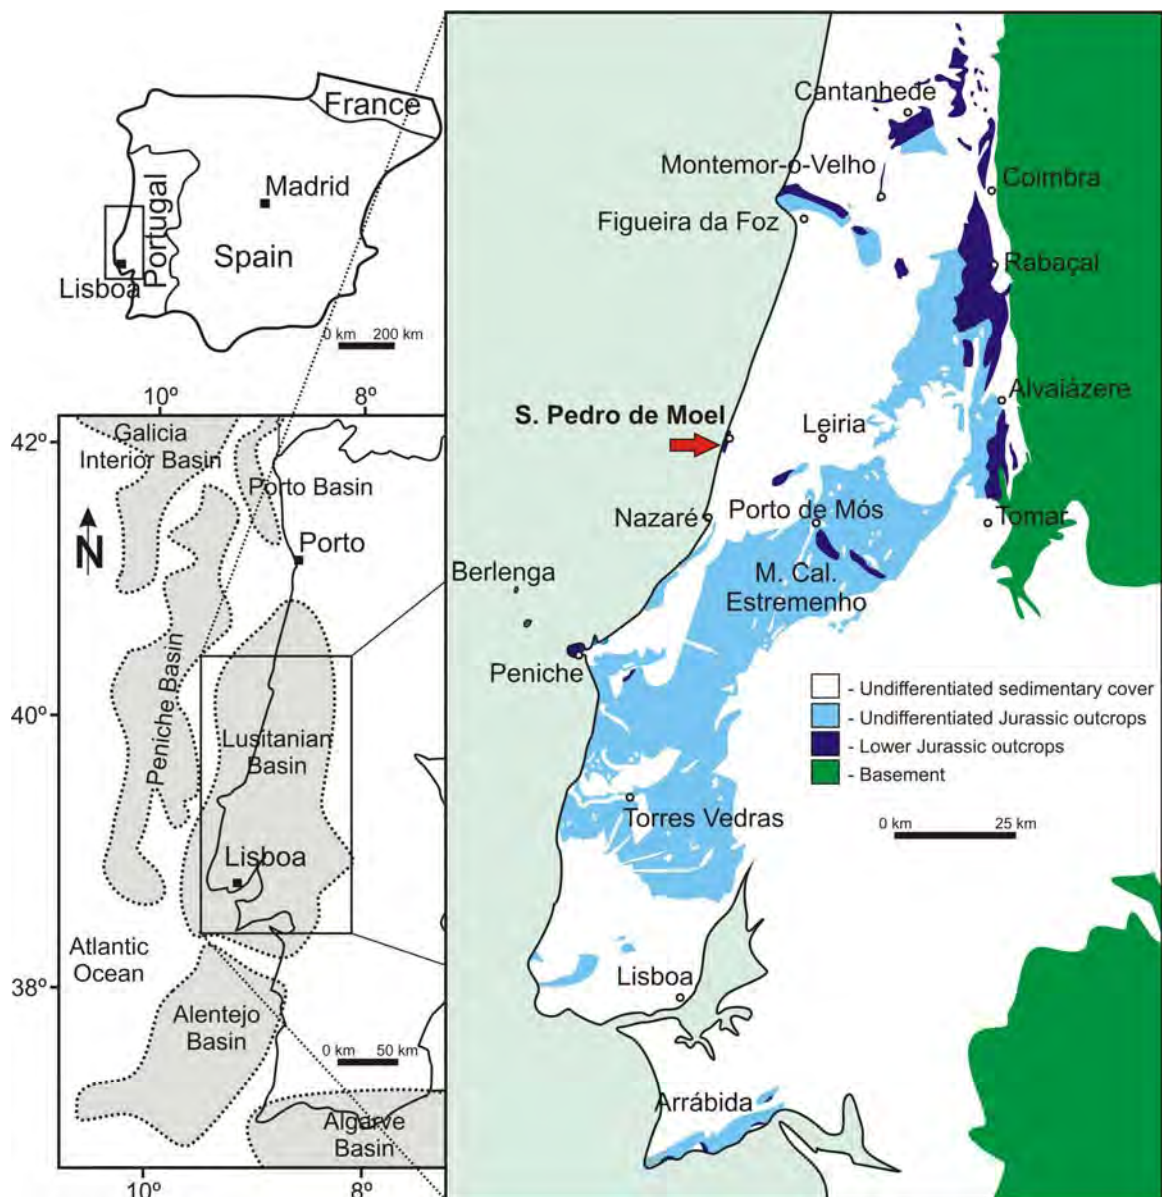 France
Portugal
Madrid
Spain
Lisboa
0 km 200 km
10º 8º
42º
40º
38º
Galicia
Interior Basin
Porto Basin
N
Porto
Peniche Basin
Lusitanian
Basin
Lisboa
Atlantic
Ocean
Alentejo
Basin
0 km 50 km
Algarve
Basin
10º 8º
Cantanhede
Montemor-o-Velho
Coimbra
Figueira da Foz
Rabaçal
Alvaiázere
S. Pedro de Moel
Leiria
Nazaré
Porto de Mós
Tomar
Berlenga
M. Cal.
Estremenho
Peniche
- Undifferentiated sedimentary cover
- Undifferentiated Jurassic outcrops
- Lower Jurassic outcrops
- Basement
0 km 25 km
Torres Vedras
Lisboa
Arrábida